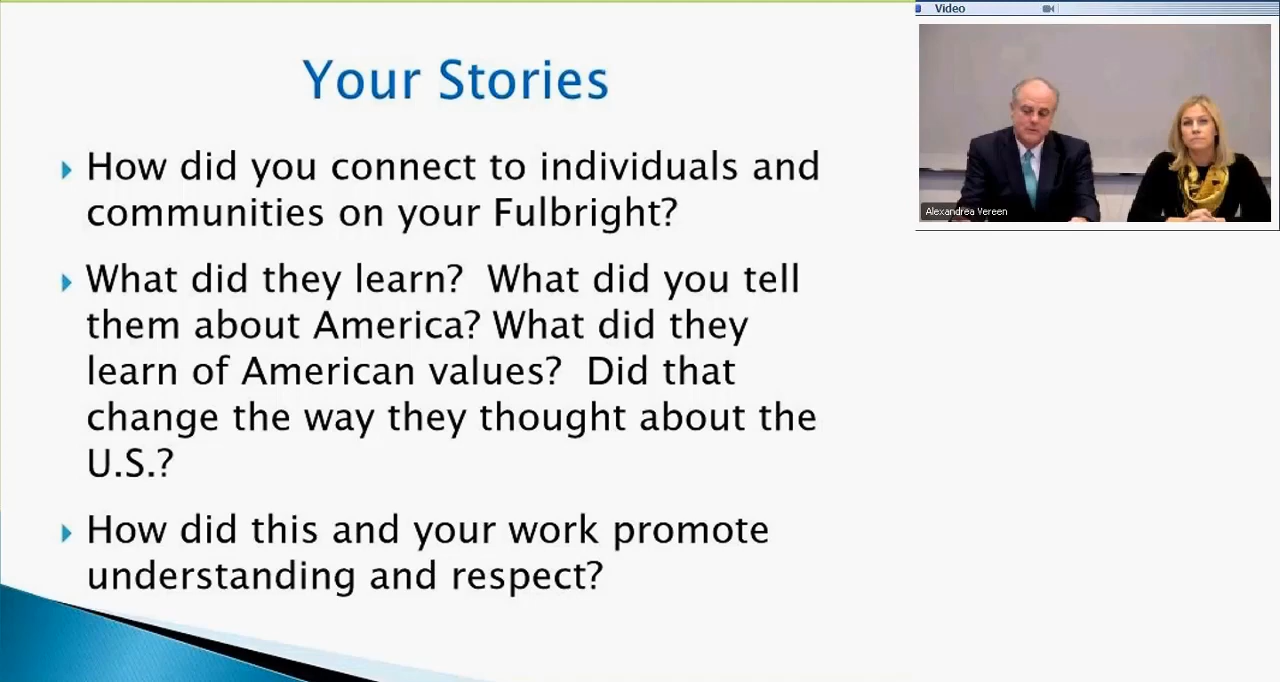 Video
Your Stories
How did you connect to individuals and
communities on your Fulbright?
What did they learn?  What did you tell
them about America? What did they
learn of American values?  Did that
change the way they thought about the
U.S.?
How did this and your work promote
understanding and respect?
Alexandrea Vereen